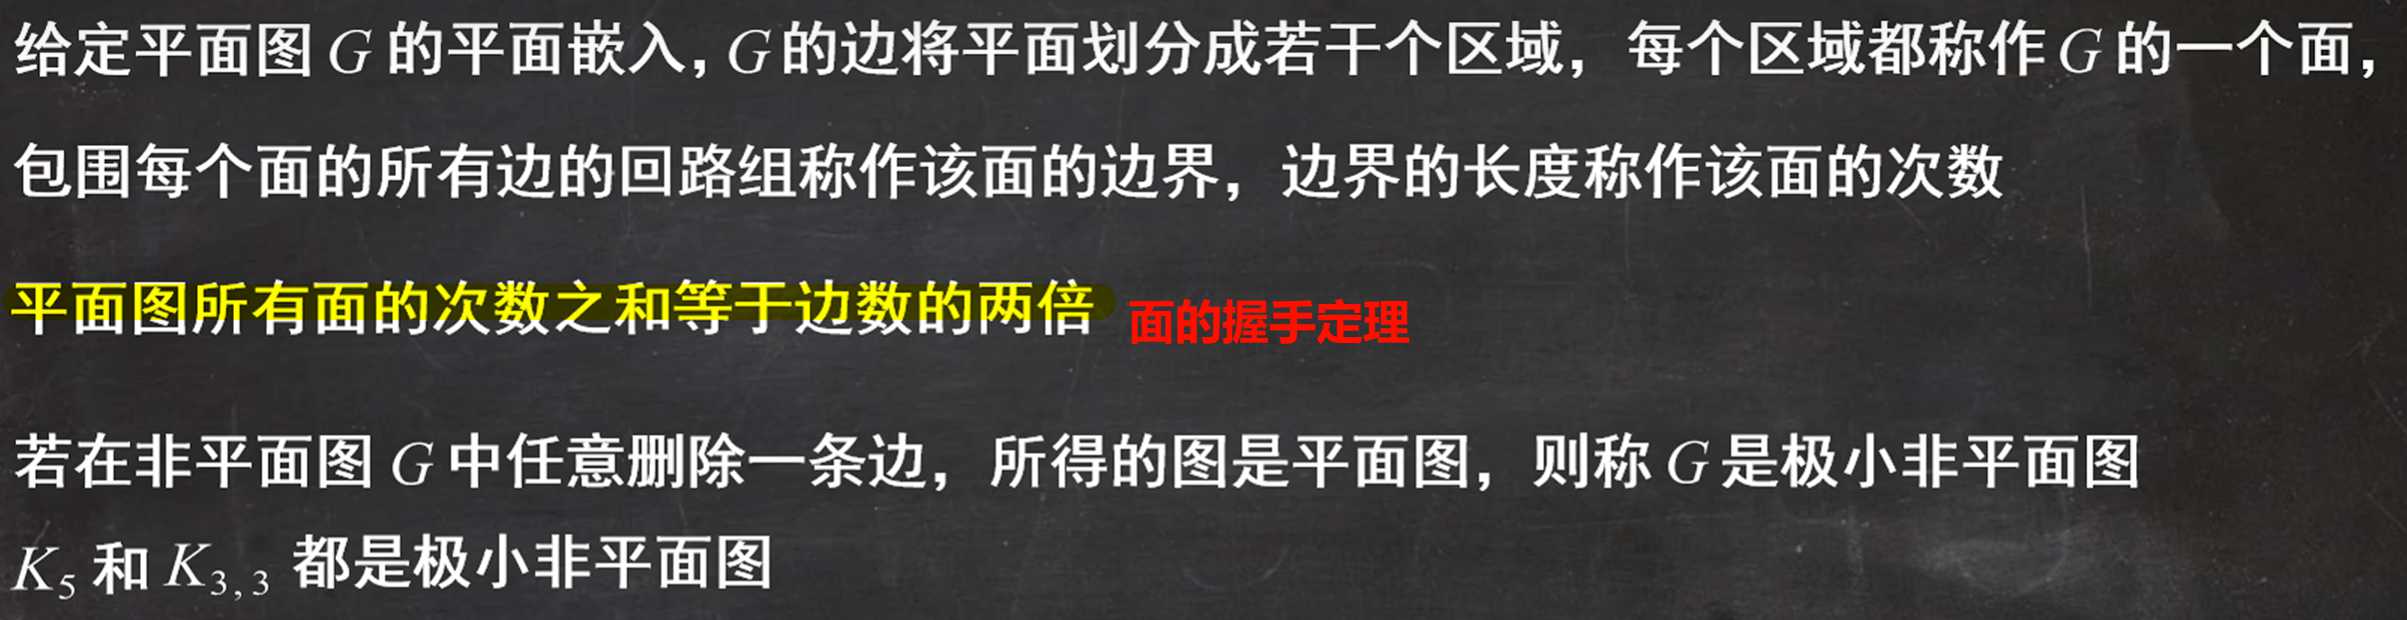 给定平面图 G 的平面嵌入, G的边将平面划分成若干个区域，每个区域都称作 G 的一个面，
包围每个面的所有边的回路组称作该面的边界，边界的长度称作该面的次数
平面图所有面的次数之和等于边数的两倍 面的握手定理
若在非平面图 G 中任意删除一条边，所得的图是平面图，则称 G 是极小非平面图
K₅ 和 K₃,₃ 都是极小非平面图